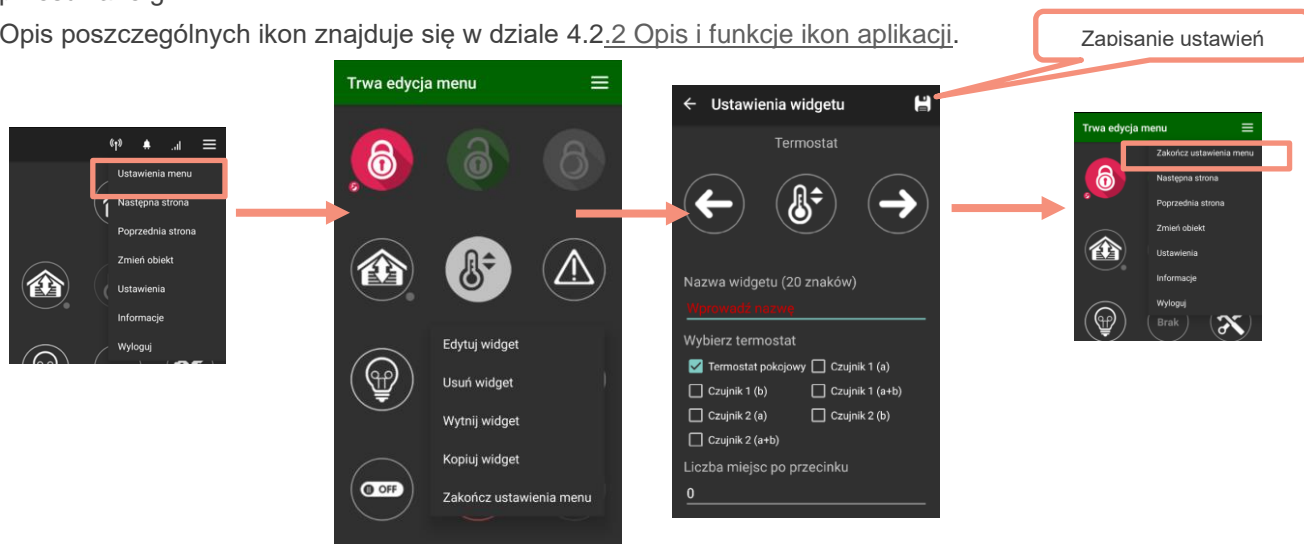 Opis poszczególnych ikon znajduje się w dziale 4.2.2 Opis i funkcje ikon aplikacji.
Zapisanie ustawień
Ustawienia menu
Następna strona
Poprzednia strona
Zmień obiekt
Ustawienia
Informacje
Wyloguj
Trwa edycja menu
Edytuj widget
Usuń widget
Wytnij widget
Kopiuj widget
Zakończ ustawienia menu
OFF
Ustawienia widgetu
Termostat
Nazwa widgetu (20 znaków)
Wprowadź nazwę
Wybierz termostat
Termostat pokojowy Czujnik 1 (a)
Czujnik 1 (b) Czujnik 1 (a+b)
Czujnik 2 (a) Czujnik 2 (b)
Czujnik 2 (a+b)
Liczba miejsc po przecinku
0
Trwa edycja menu
Zakończ ustawienia menu
Następna strona
Poprzednia strona
Zmień obiekt
Ustawienia
Informacje
Wyloguj
Brak